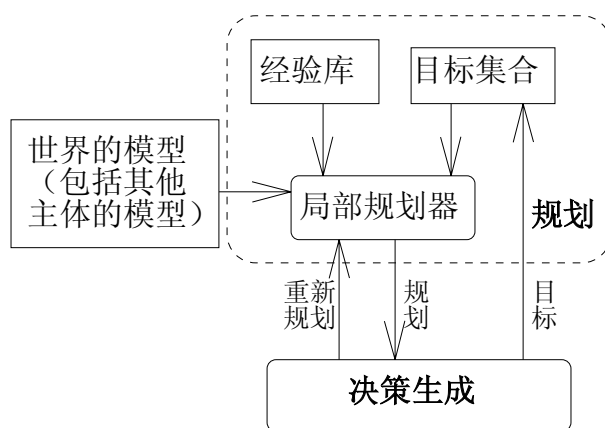 经验库
目标集合
世界的模型
（包括其他
主体的模型）
局部规划器
规划
重新
规划
规
划
目
标
决策生成